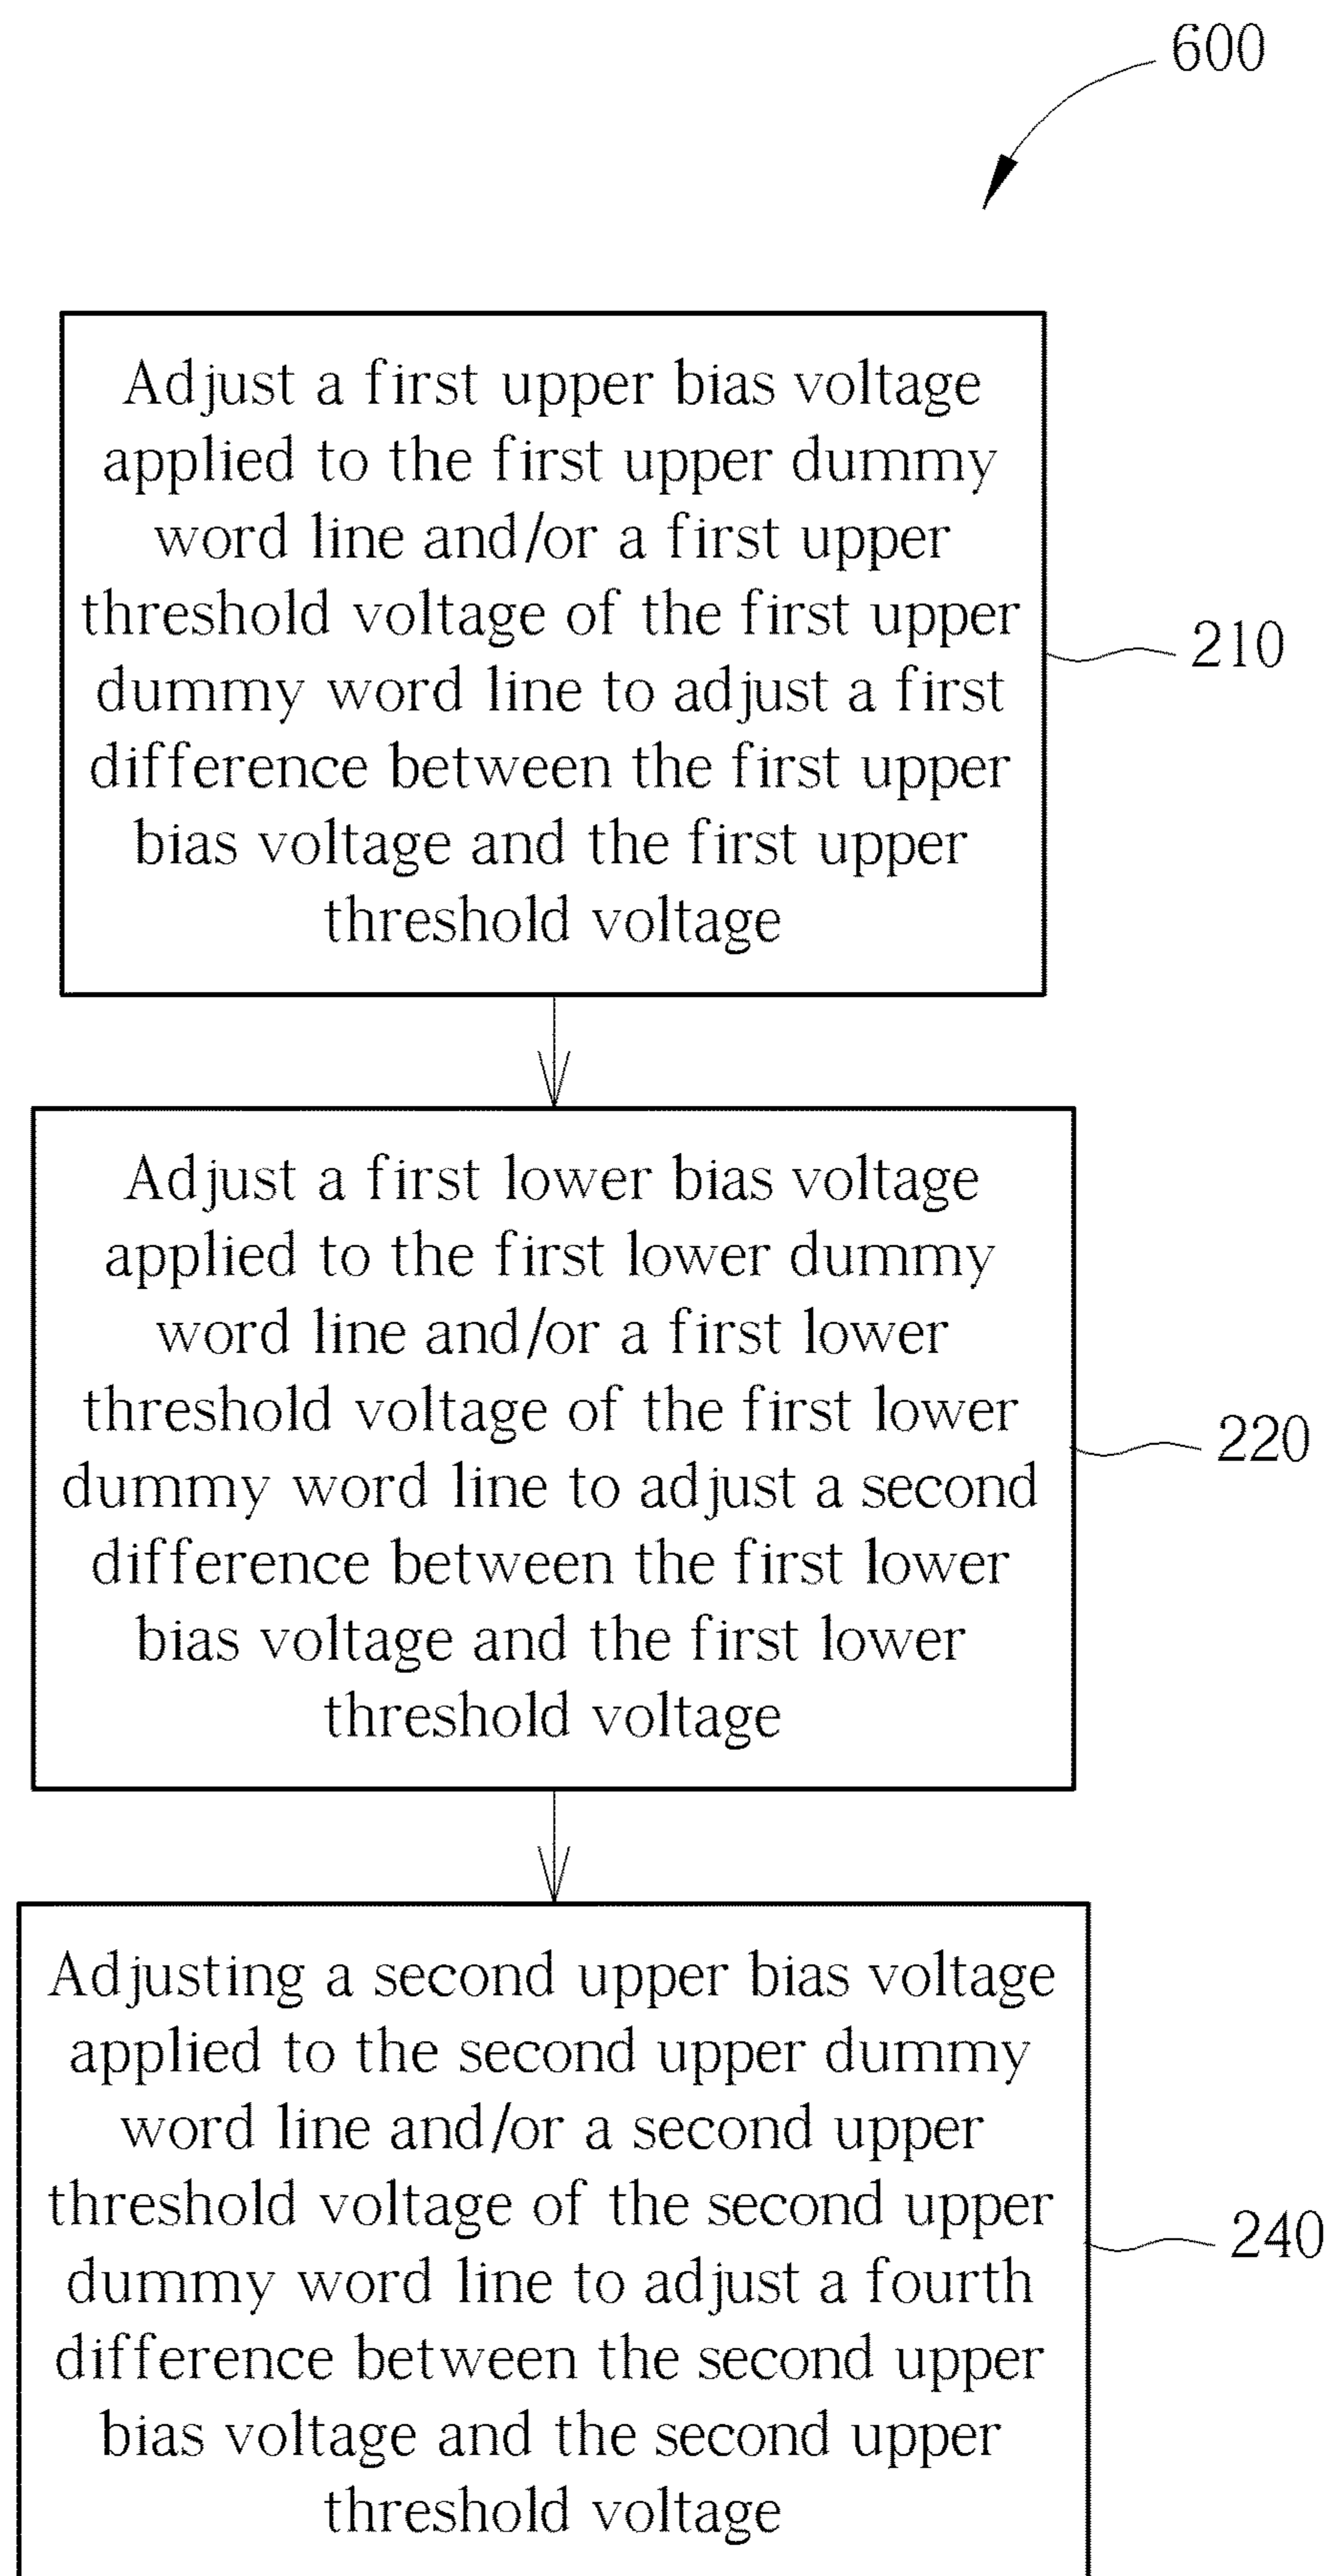 600
Adjust a first upper bias voltage
applied to the first upper dummy
word line and/or a first upper
threshold voltage of the first upper
dummy word line to adjust a first
difference between the first upper
bias voltage and the first upper
threshold voltage
210
Adjust a first lower bias voltage
applied to the first lower dummy
word line and/or a first lower
threshold voltage of the first lower
dummy word line to adjust a second
difference between the first lower
bias voltage and the first lower
threshold voltage
220
Adjusting a second upper bias voltage
applied to the second upper dummy
word line and/or a second upper
threshold voltage of the second upper
dummy word line to adjust a fourth
difference between the second upper
bias voltage and the second upper
threshold voltage
240